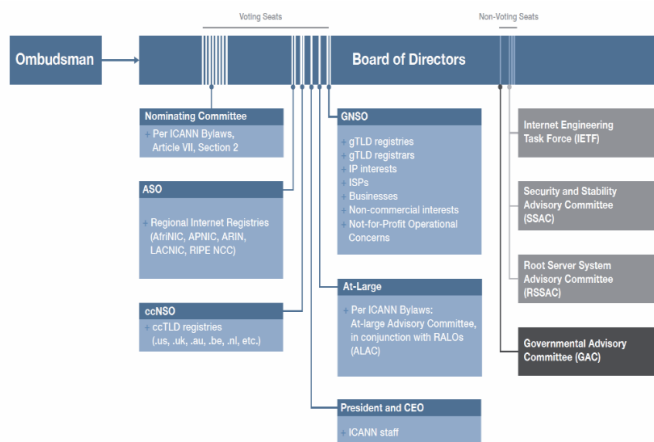 Voting Seats
Non-Voting Seats
Ombudsman
Board of Directors
Nominating Committee
+ Per ICANN Bylaws,
Article VII, Section 2
ASO
+ Regional Internet Registries
(AfriNIC, APNIC, ARIN,
LACNIC, RIPE NCC)
ccNSO
+ ccTLD registries
(.us, .uk, .au, .be, .nl, etc.)
GNSO
+ gTLD registries
+ gTLD registrars
+ IP interests
+ ISPs
+ Businesses
+ Non-commercial interests
+ Not-for-Profit Operational
Concerns
At-Large
+ Per ICANN Bylaws:
At-large Advisory Committee,
in conjunction with RALOs
(ALAC)
President and CEO
+ ICANN staff
Internet Engineering
Task Force (IETF)
Security and Stability
Advisory Committee
(SSAC)
Root Server System
Advisory Committee
(RSSAC)
Governmental Advisory
Committee (GAC)